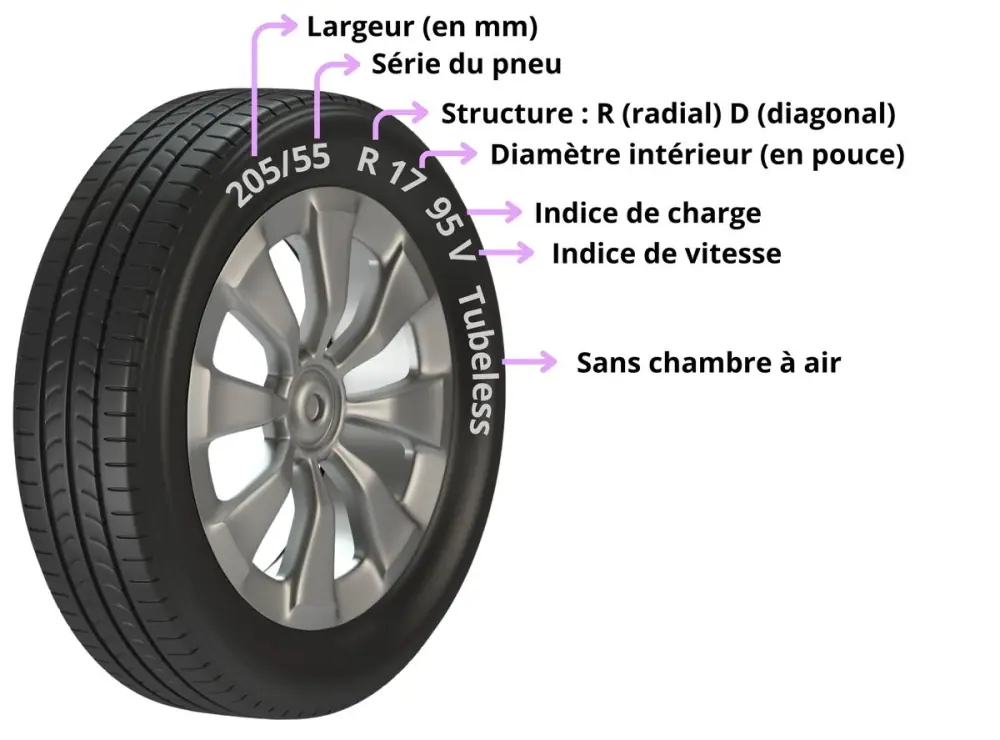 Largeur (en mm)
Série du pneu
Structure : R (radial) D (diagonal)
Diamètre intérieur (en pouce)
Indice de charge
Indice de vitesse
Sans chambre à air
205/55 R 17 95 V Tubeless